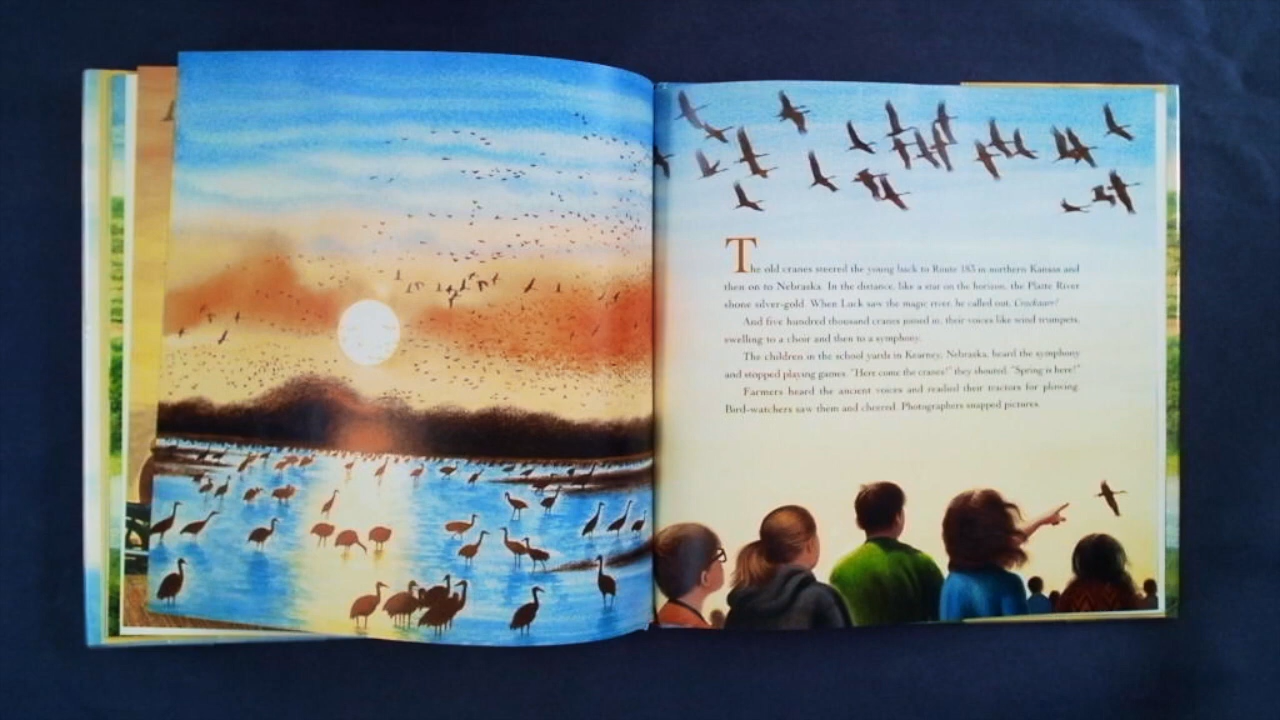 The old cranes steered the young back to Route 183 in northern Kansas and
then on to Nebraska. In the distance, like a star on the horizon, the Platte River
shone silver-gold. When Luck saw the magic river, he called out,
And five hundred thousand cranes joined in, their voices like wind trumpets,
swelling to a choir and then to a symphony.
The children in the school yards in Kearney, Nebraska, heard the symphony
and stopped playing games. "Here come the cranes!" they shouted. "Spring is here!"
Farmers heard the ancient voices and readied their tractors for plowing.
Bird-watchers saw them and cheered. Photographers snapped pictures.